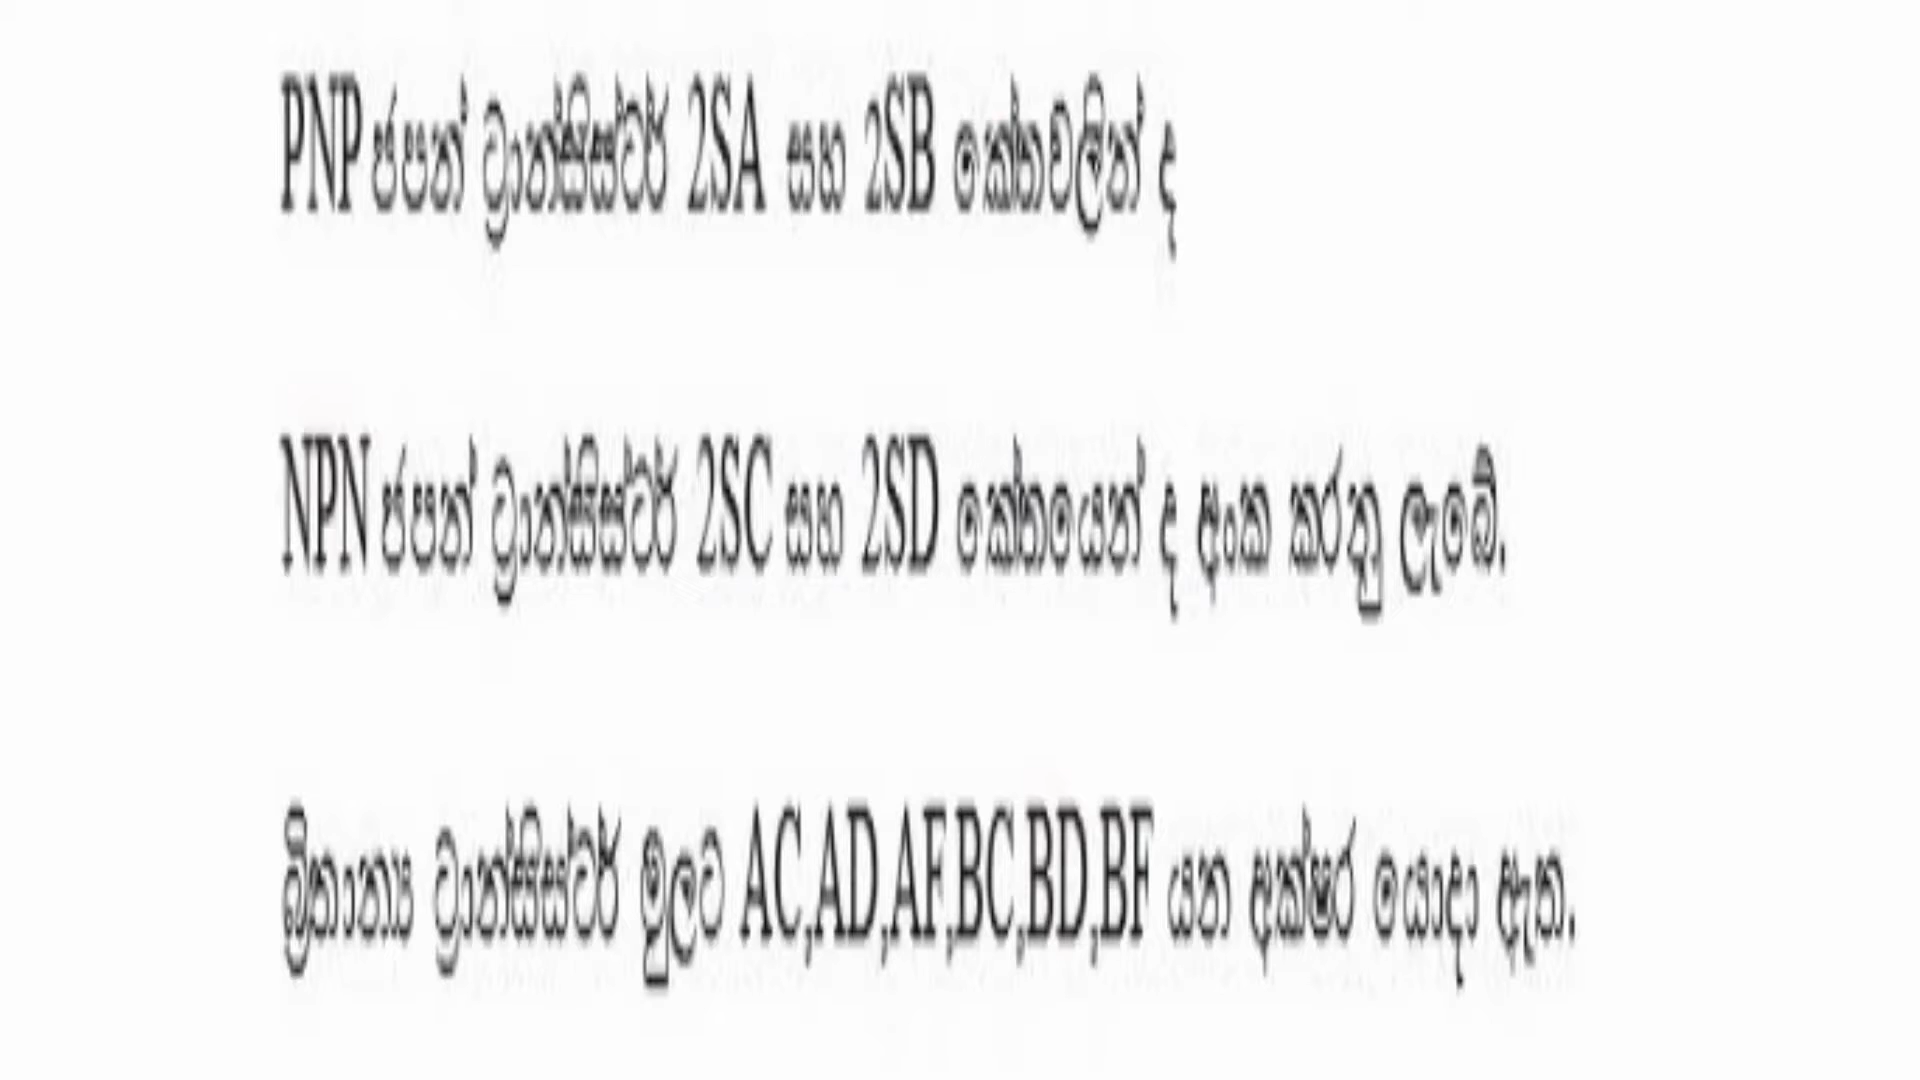 PNP ජපන් ට්‍රාන්සිස්ටර් 2SA සහ 2SB කේතවලින් ද
NPN ජපන් ට්‍රාන්සිස්ටර් 2SC සහ 2SD කේතයෙන් ද අංක කරනු ලැබේ.
බ්‍රිතාන්‍ය ට්‍රාන්සිස්ටර් මුලට AC,AD,AF,BC,BD,BF යන අක්ෂර යොදා ඇත.